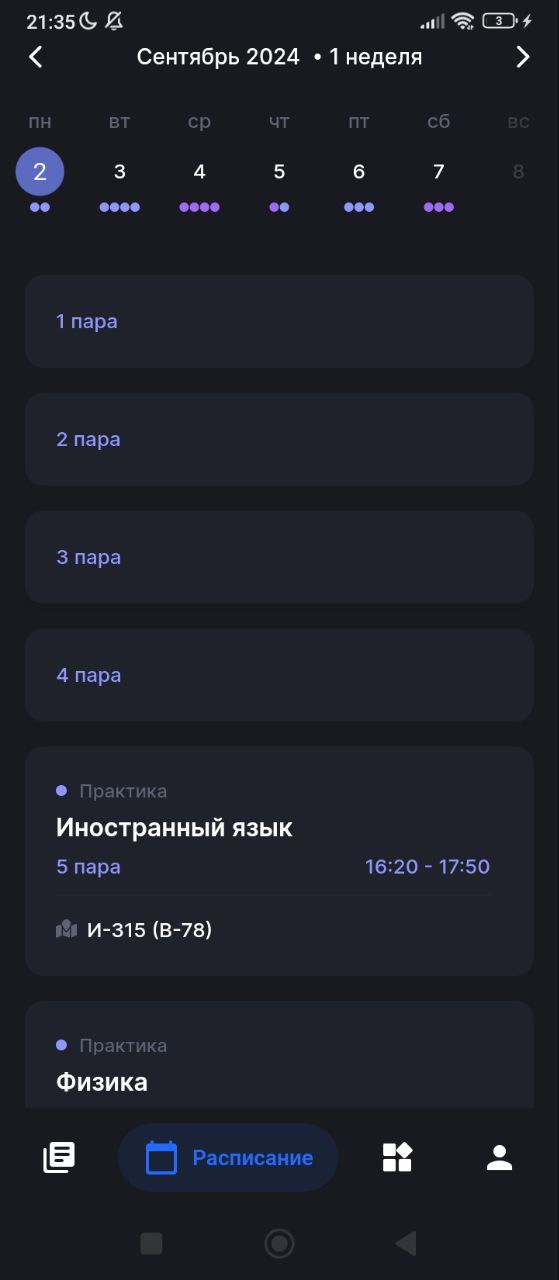 21:35
3
Сентябрь 2024 • 1 неделя
пн вт ср чт пт сб вс
2 3 4 5 6 7 8
1 пара
2 пара
3 пара
4 пара
Практика
Иностранный язык
5 пара 16:20 - 17:50
И-315 (В-78)
Практика
Физика
Расписание